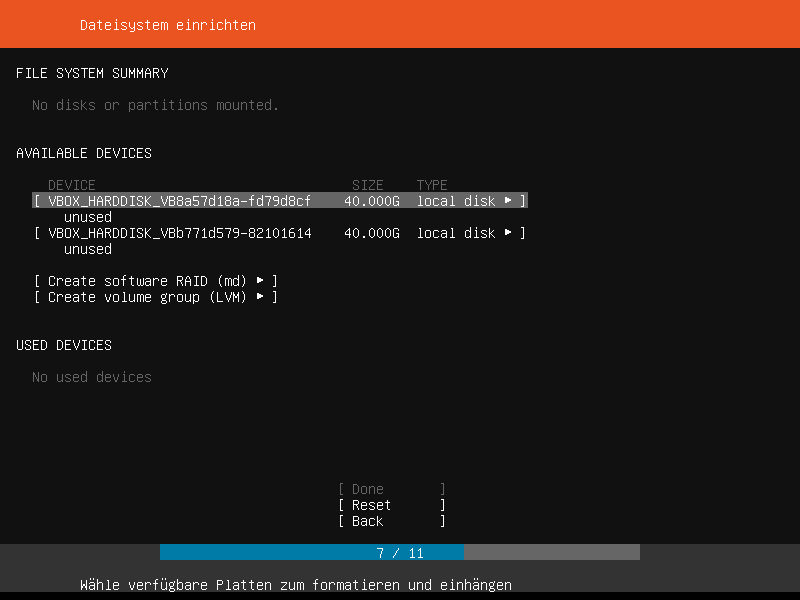 Dateisystem einrichten
FILE SYSTEM SUMMARY
No disks or partitions mounted.
AVAILABLE DEVICES
DEVICE SIZE TYPE
[ VBOX_HARDDISK_VB8a57d18a-fd79d8cf 40.000G local disk ▸ ]
unused
[ VBOX_HARDDISK_VBb771d579-82101614 40.000G local disk ▸ ]
unused
[ Create software RAID (md) ▸ ]
[ Create volume group (LVM) ▸ ]
USED DEVICES
No used devices
[ Done ]
[ Reset ]
[ Back ]
7 / 11
Wähle verfügbare Platten zum formatieren und einhängen